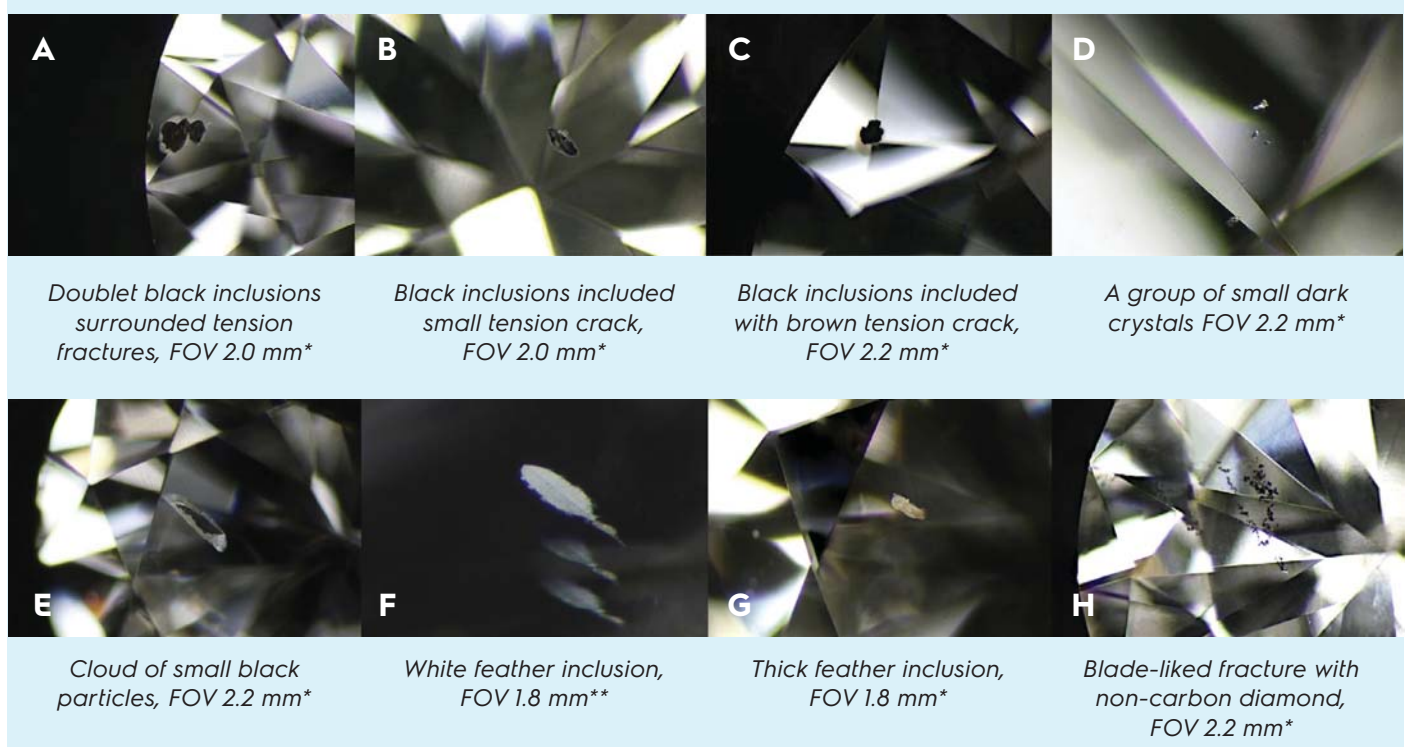 A
B
C
D
Doublet black inclusions
surrounded tension
fractures, FOV 2.0 mm*
Black inclusions included
small tension crack,
FOV 2.0 mm*
Black inclusions included
with brown tension crack,
FOV 2.2 mm*
A group of small dark
crystals FOV 2.2 mm*
E
F
G
H
Cloud of small black
particles, FOV 2.2 mm*
White feather inclusion,
FOV 1.8 mm**
Thick feather inclusion,
FOV 1.8 mm*
Blade-liked fracture with
non-carbon diamond,
FOV 2.2 mm*